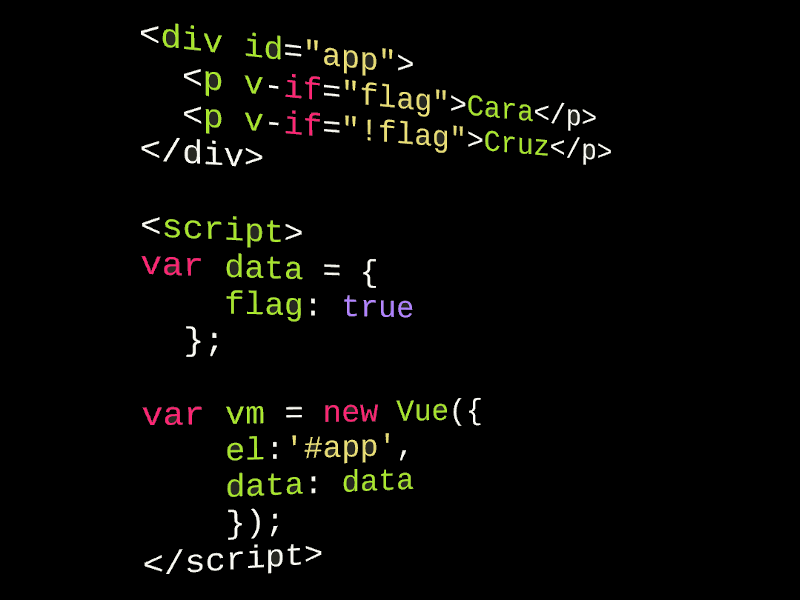 <div id="app">
  <p v-if="flag">Cara</p>
  <p v-if="!flag">Cruz</p>
</div>

<script>
var data = {
    flag: true
  };

var vm = new Vue({
    el:'#app',
    data: data
    });
</script>